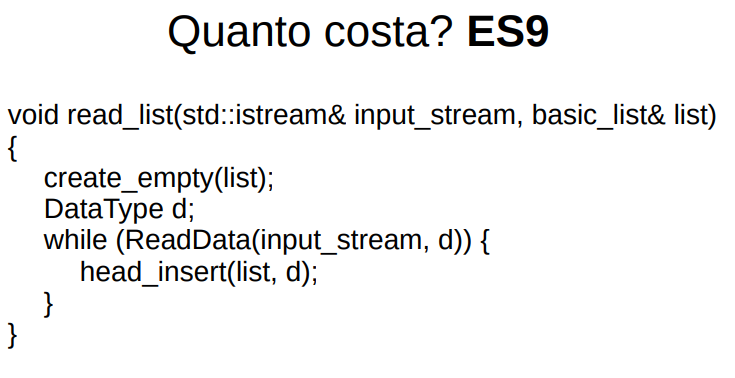 Quanto costa? ES9
void read_list(std::istream& input_stream, basic_list& list)
{
create_empty(list);
DataType d;
while (ReadData(input_stream, d)) {
head_insert(list, d);
}
}